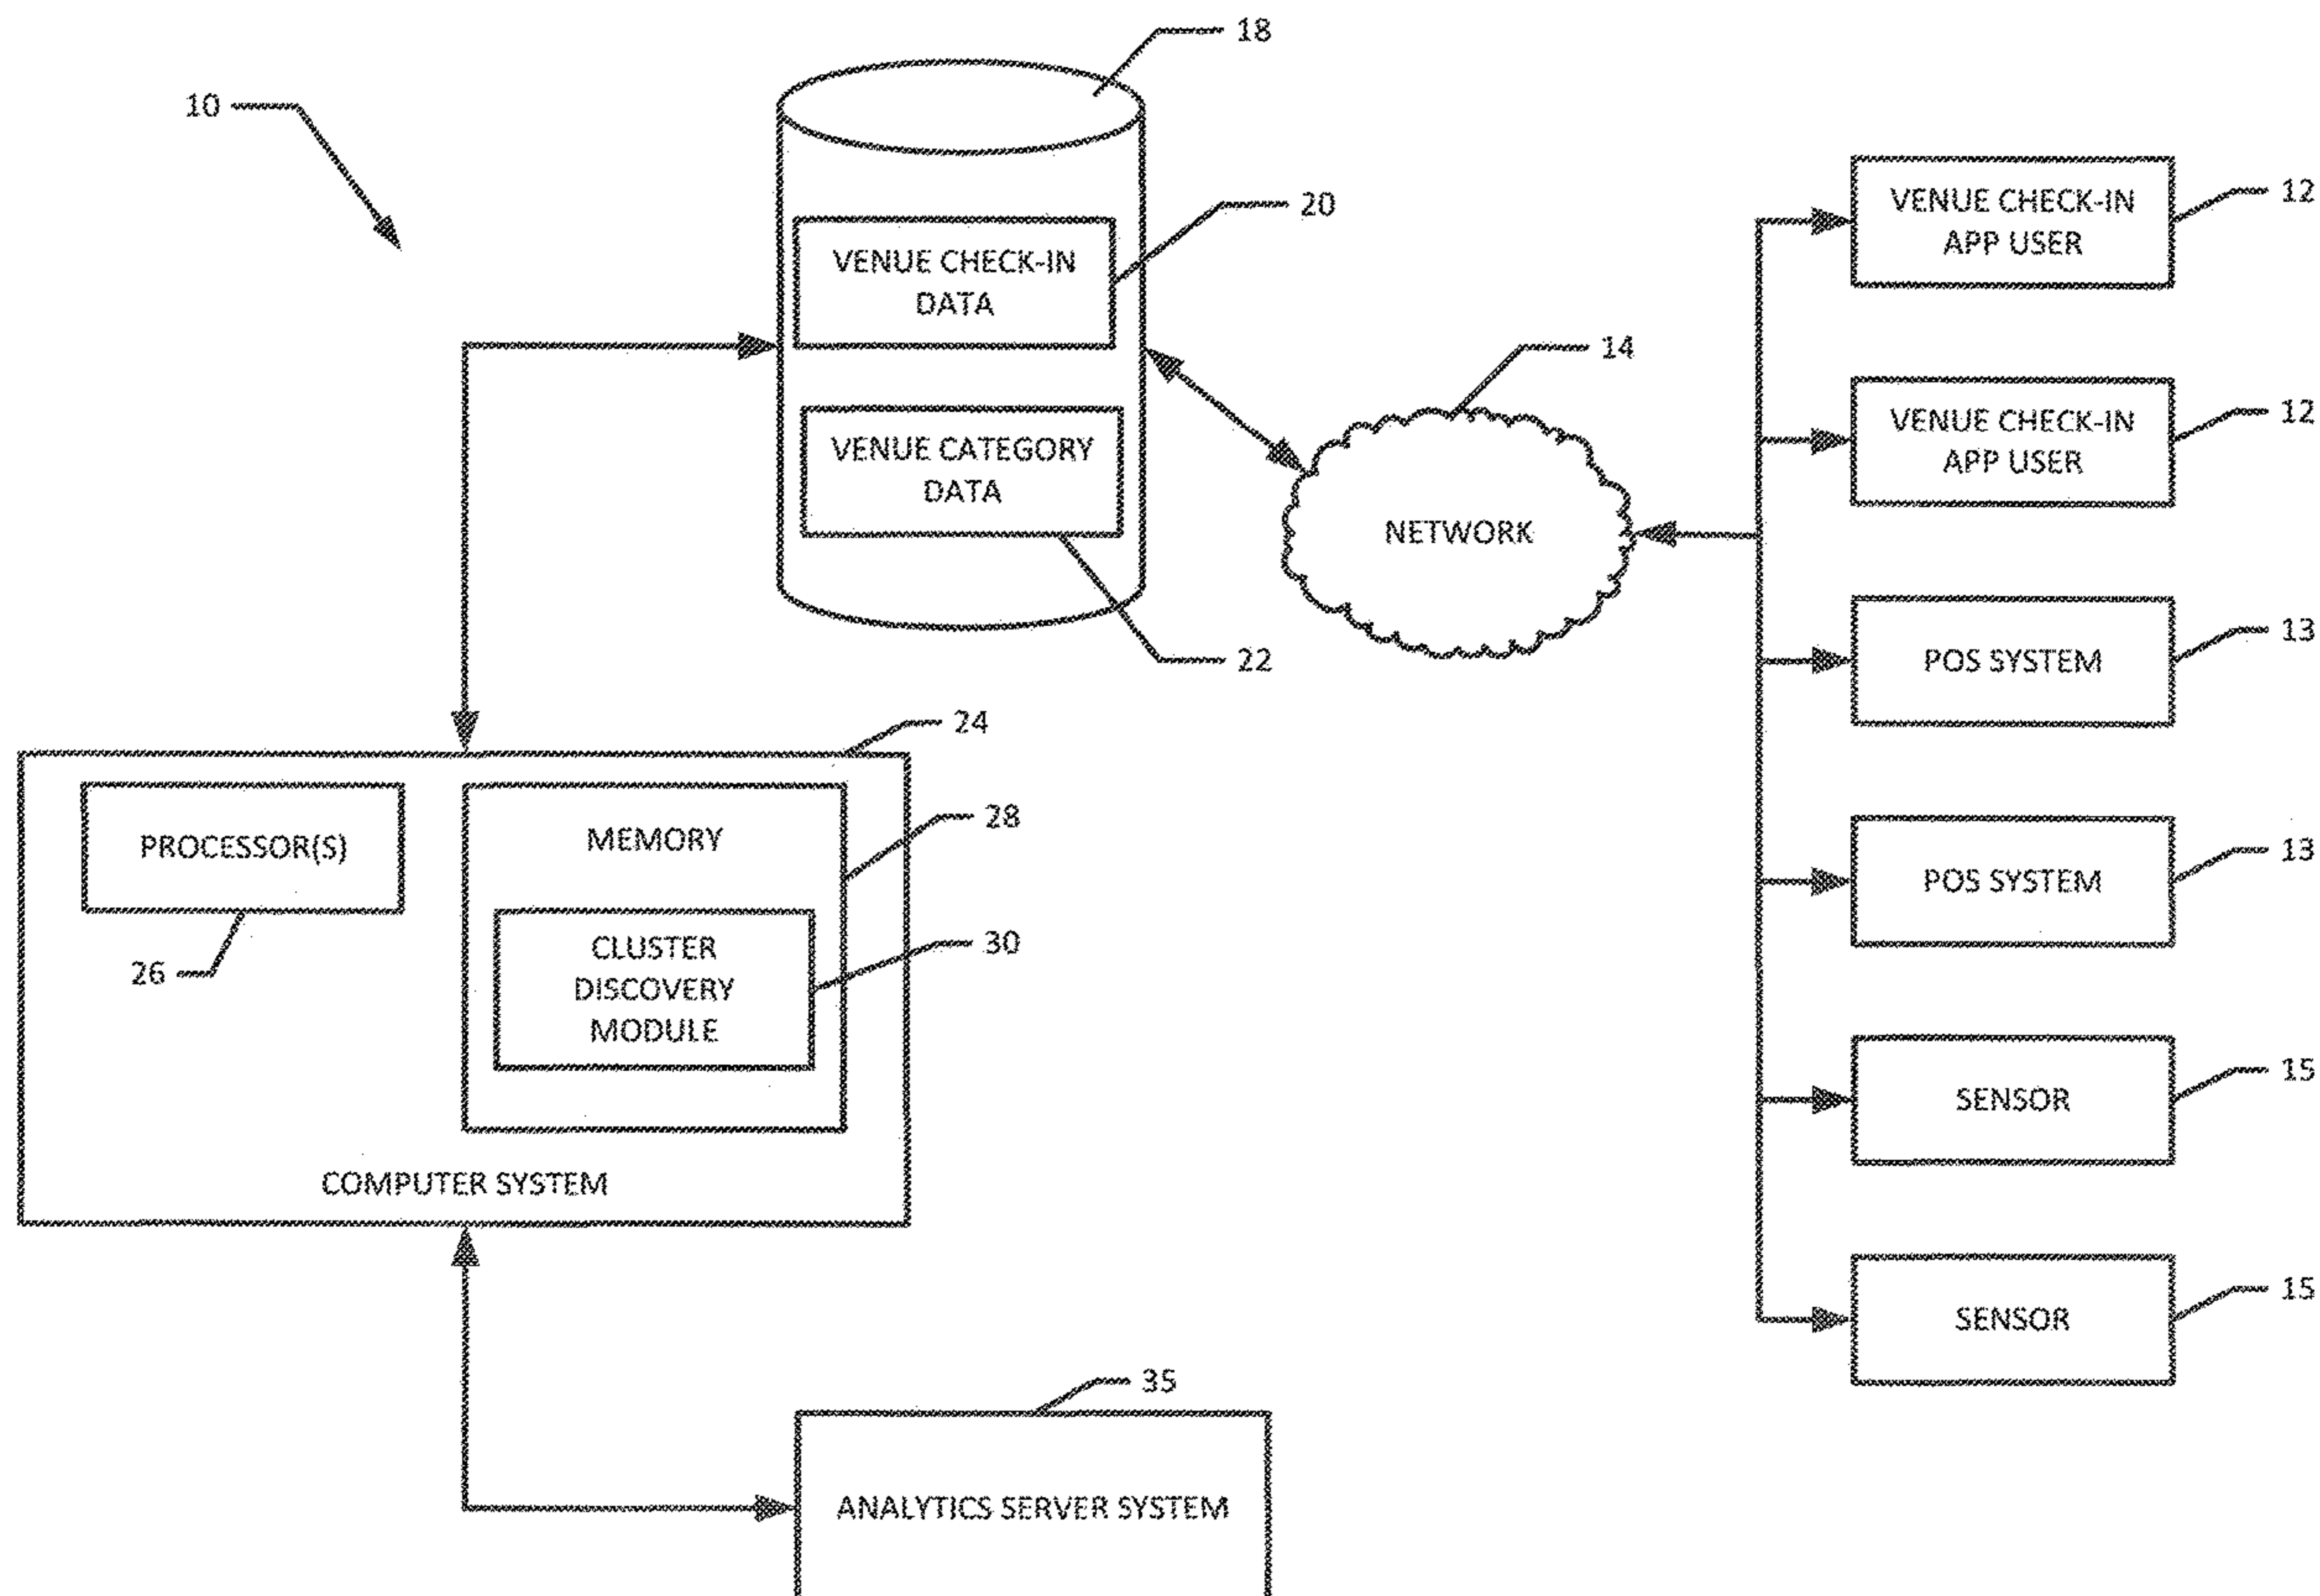 18
10
VENUE CHECK-IN
DATA
20
VENUE CATEGORY
DATA
22
14
NETWORK
VENUE CHECK-IN
APP USER
12
VENUE CHECK-IN
APP USER
12
POS SYSTEM
13
POS SYSTEM
13
SENSOR
15
SENSOR
15
24
PROCESSOR(S)
26
MEMORY
28
CLUSTER
DISCOVERY
MODULE
30
COMPUTER SYSTEM
35
ANALYTICS SERVER SYSTEM